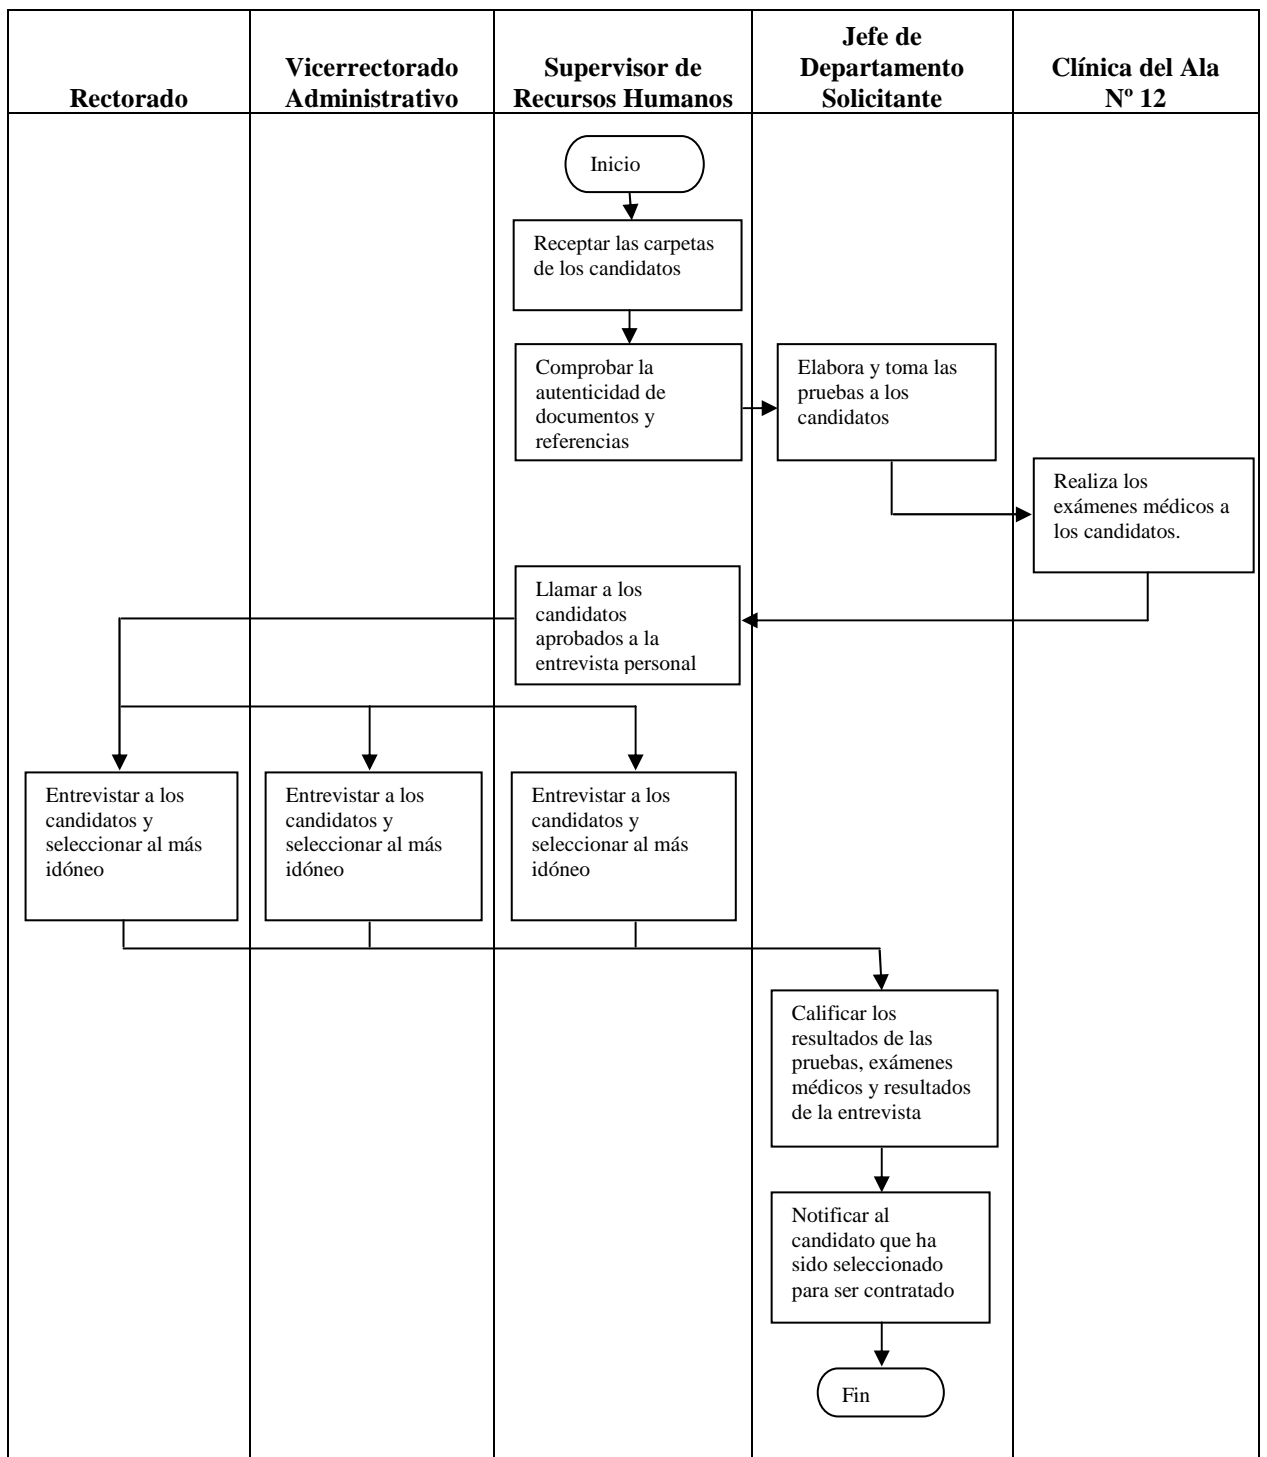 Rectorado
Vicerrectorado
Administrativo
Supervisor de
Recursos Humanos
Jefe de
Departamento
Solicitante
Clínica del Ala
Nº 12
Inicio
Receptar las carpetas
de los candidatos
Comprobar la
autenticidad de
documentos y
referencias
Elabora y toma las
pruebas a los
candidatos
Realiza los
exámenes médicos a
los candidatos.
Llamar a los
candidatos
aprobados a la
entrevista personal
Entrevistar a los
candidatos y
seleccionar al más
idóneo
Entrevistar a los
candidatos y
seleccionar al más
idóneo
Entrevistar a los
candidatos y
seleccionar al más
idóneo
Calificar los
resultados de las
pruebas, exámenes
médicos y resultados
de la entrevista
Notificar al
candidato que ha
sido seleccionado
para ser contratado
Fin